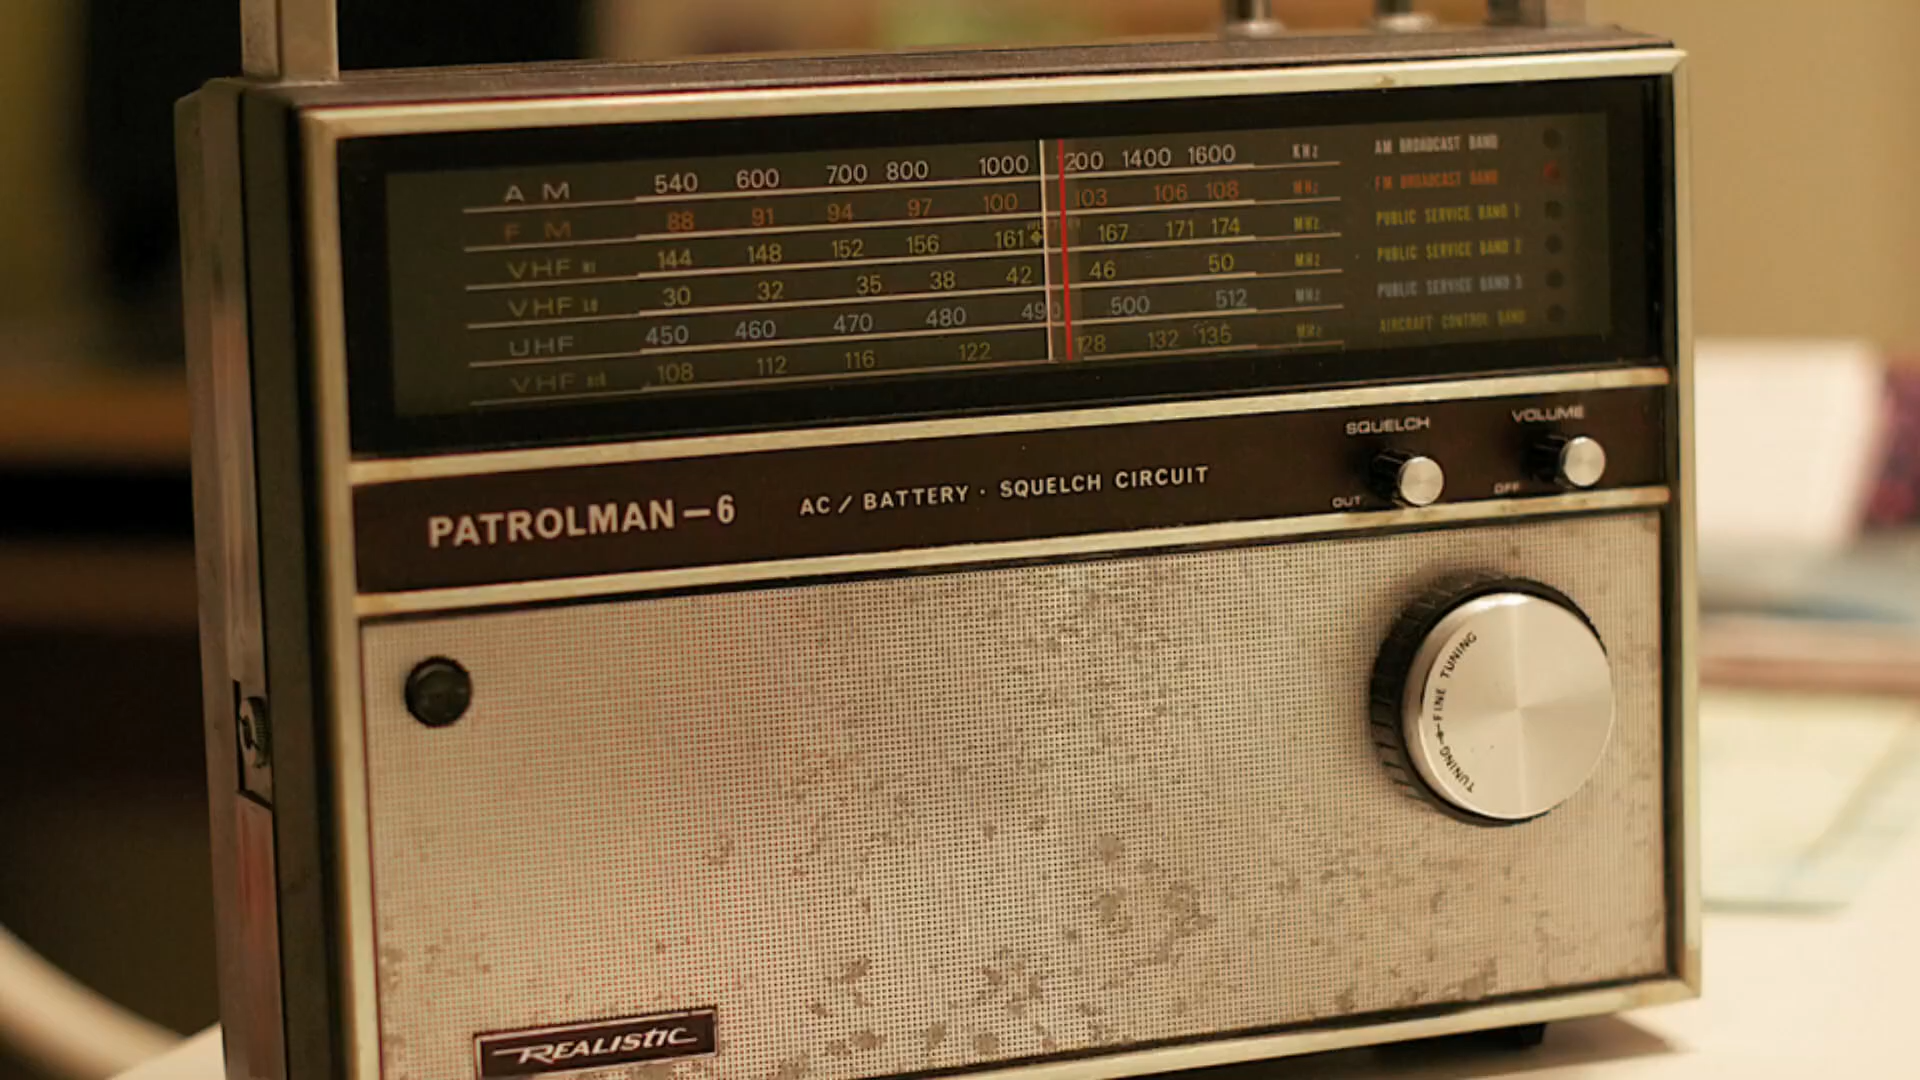 AM 540 600 700 800 1000 1200 1400 1600 KHz AM BROADCAST BAND
FM 88 91 94 97 100 103 106 108 MHz FM BROADCAST BAND
VHF HI 144 148 152 156 161 167 171 174 MHz PUBLIC SERVICE BAND 1
VHF LO 30 32 35 38 42 46 50 MHz PUBLIC SERVICE BAND 2
UHF 450 460 470 480 490 500 512 MHz PUBLIC SERVICE BAND 3
VHF 108 112 116 122 128 132 135 MHz AIRCRAFT CONTROL BAND
SQUELCH VOLUME
OUT OFF
PATROLMAN—6 AC / BATTERY · SQUELCH CIRCUIT
TUNING FINE TUNING
REALISTIC